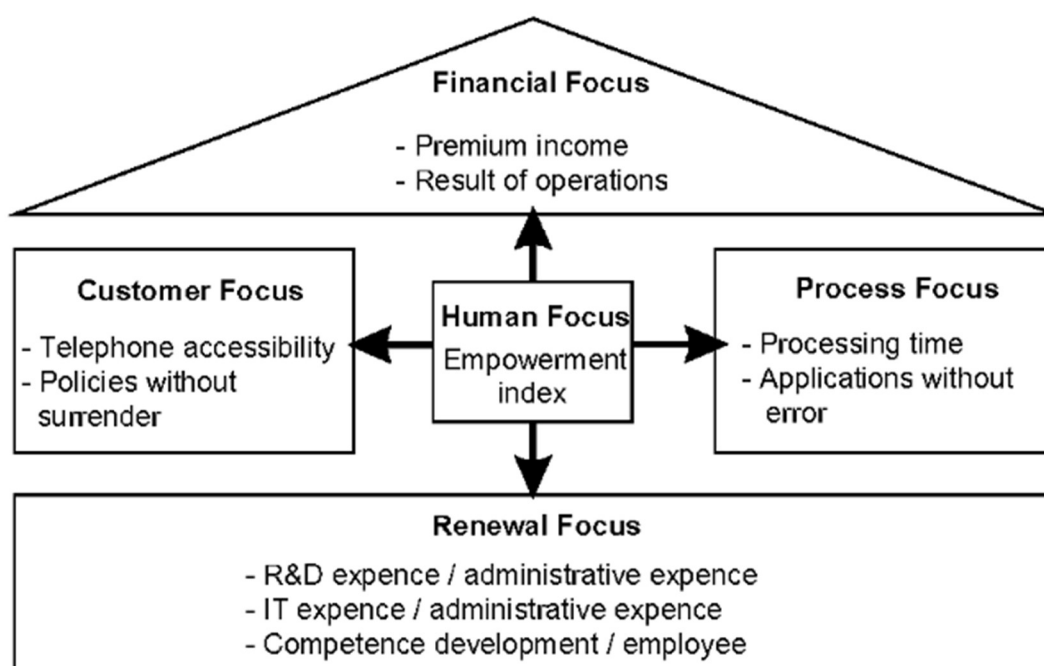 Financial Focus
- Premium income
- Result of operations
Customer Focus
- Telephone accessibility
- Policies without
surrender
Human Focus
Empowerment
index
Process Focus
- Processing time
- Applications without
error
Renewal Focus
- R&D expence / administrative expence
- IT expence / administrative expence
- Competence development / employee